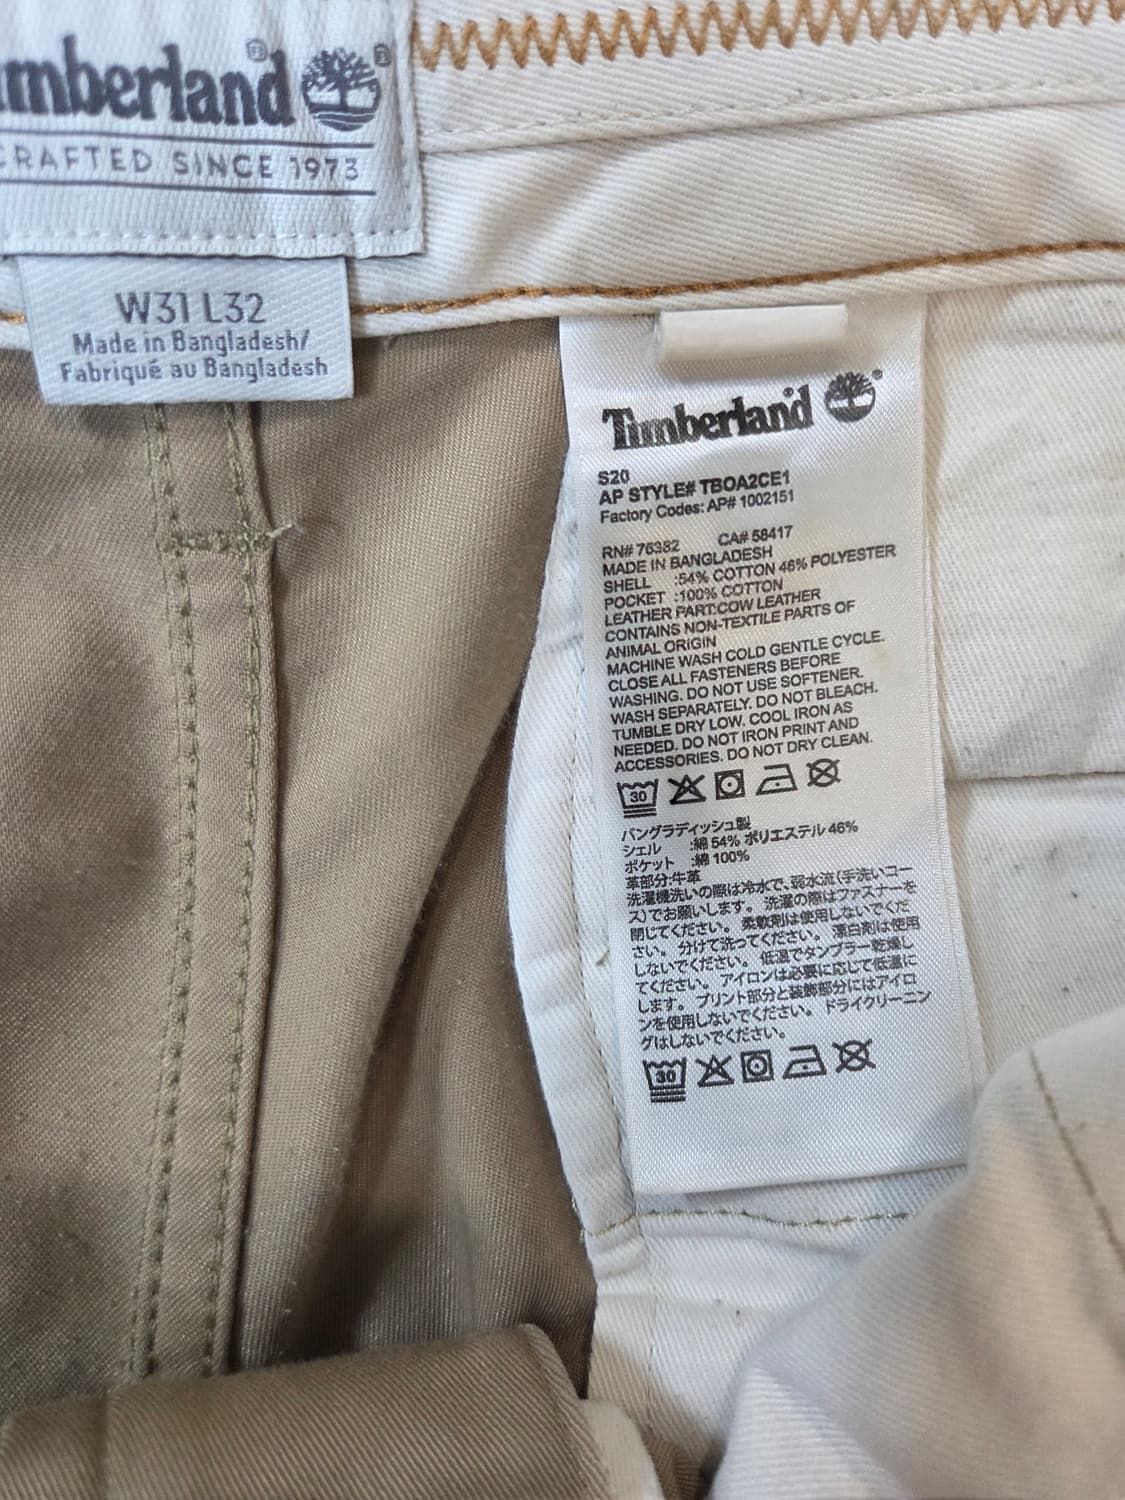 Timberland
CRAFTED SINCE 1973
W31 L32
Made in Bangladesh/
Fabriqué au Bangladesh
Timberland
S20
AP STYLE# TBOA2CE1
Factory Codes: AP# 1002151
RN# 76382 CA# 58417
MADE IN BANGLADESH
SHELL :54% COTTON 46% POLYESTER
POCKET :100% COTTON
LEATHER PART:COW LEATHER
CONTAINS NON-TEXTILE PARTS OF
ANIMAL ORIGIN
MACHINE WASH COLD GENTLE CYCLE.
CLOSE ALL FASTENERS BEFORE
WASHING. DO NOT USE SOFTENER.
WASH SEPARATELY. DO NOT BLEACH.
TUMBLE DRY LOW. COOL IRON AS
NEEDED. DO NOT IRON PRINT AND
ACCESSORIES. DO NOT DRY CLEAN.
30
バングラディッシュ製
シェル :綿 54% ポリエステル 46%
ポケット :綿 100%
革部分:牛革
洗濯機洗いの際は冷水で、弱水流(手洗いコー
ス)でお願いします。 洗濯の際はファスナーを
閉じてください。 柔軟剤は使用しないでくだ
さい。 分けて洗ってください。 漂白剤は使用
しないでください。 低温でタンブラー乾燥し
てください。 アイロンは必要に応じて低温に
します。 プリント部分と装飾部分にはアイロ
ンを使用しないでください。 ドライクリーニン
グはしないでください。
30